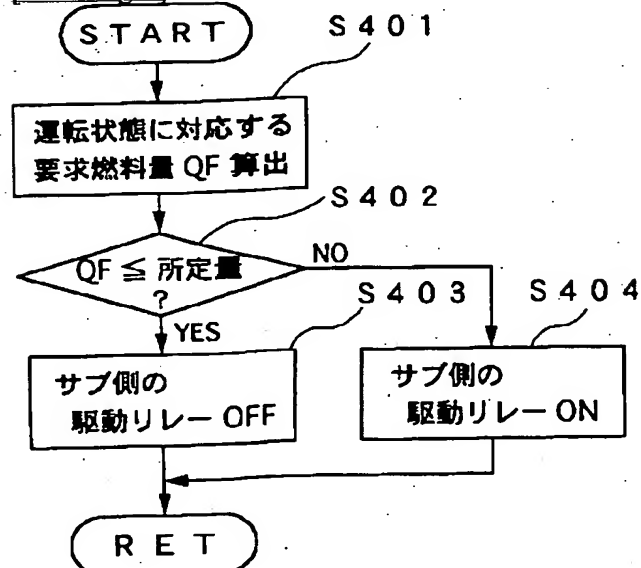 START
S401
運転状態に対応する
要求燃料量 QF 算出
S402
QF ≦ 所定量
?
NO
YES
S403
S404
サブ側の
駆動リレー OFF
サブ側の
駆動リレー ON
RET